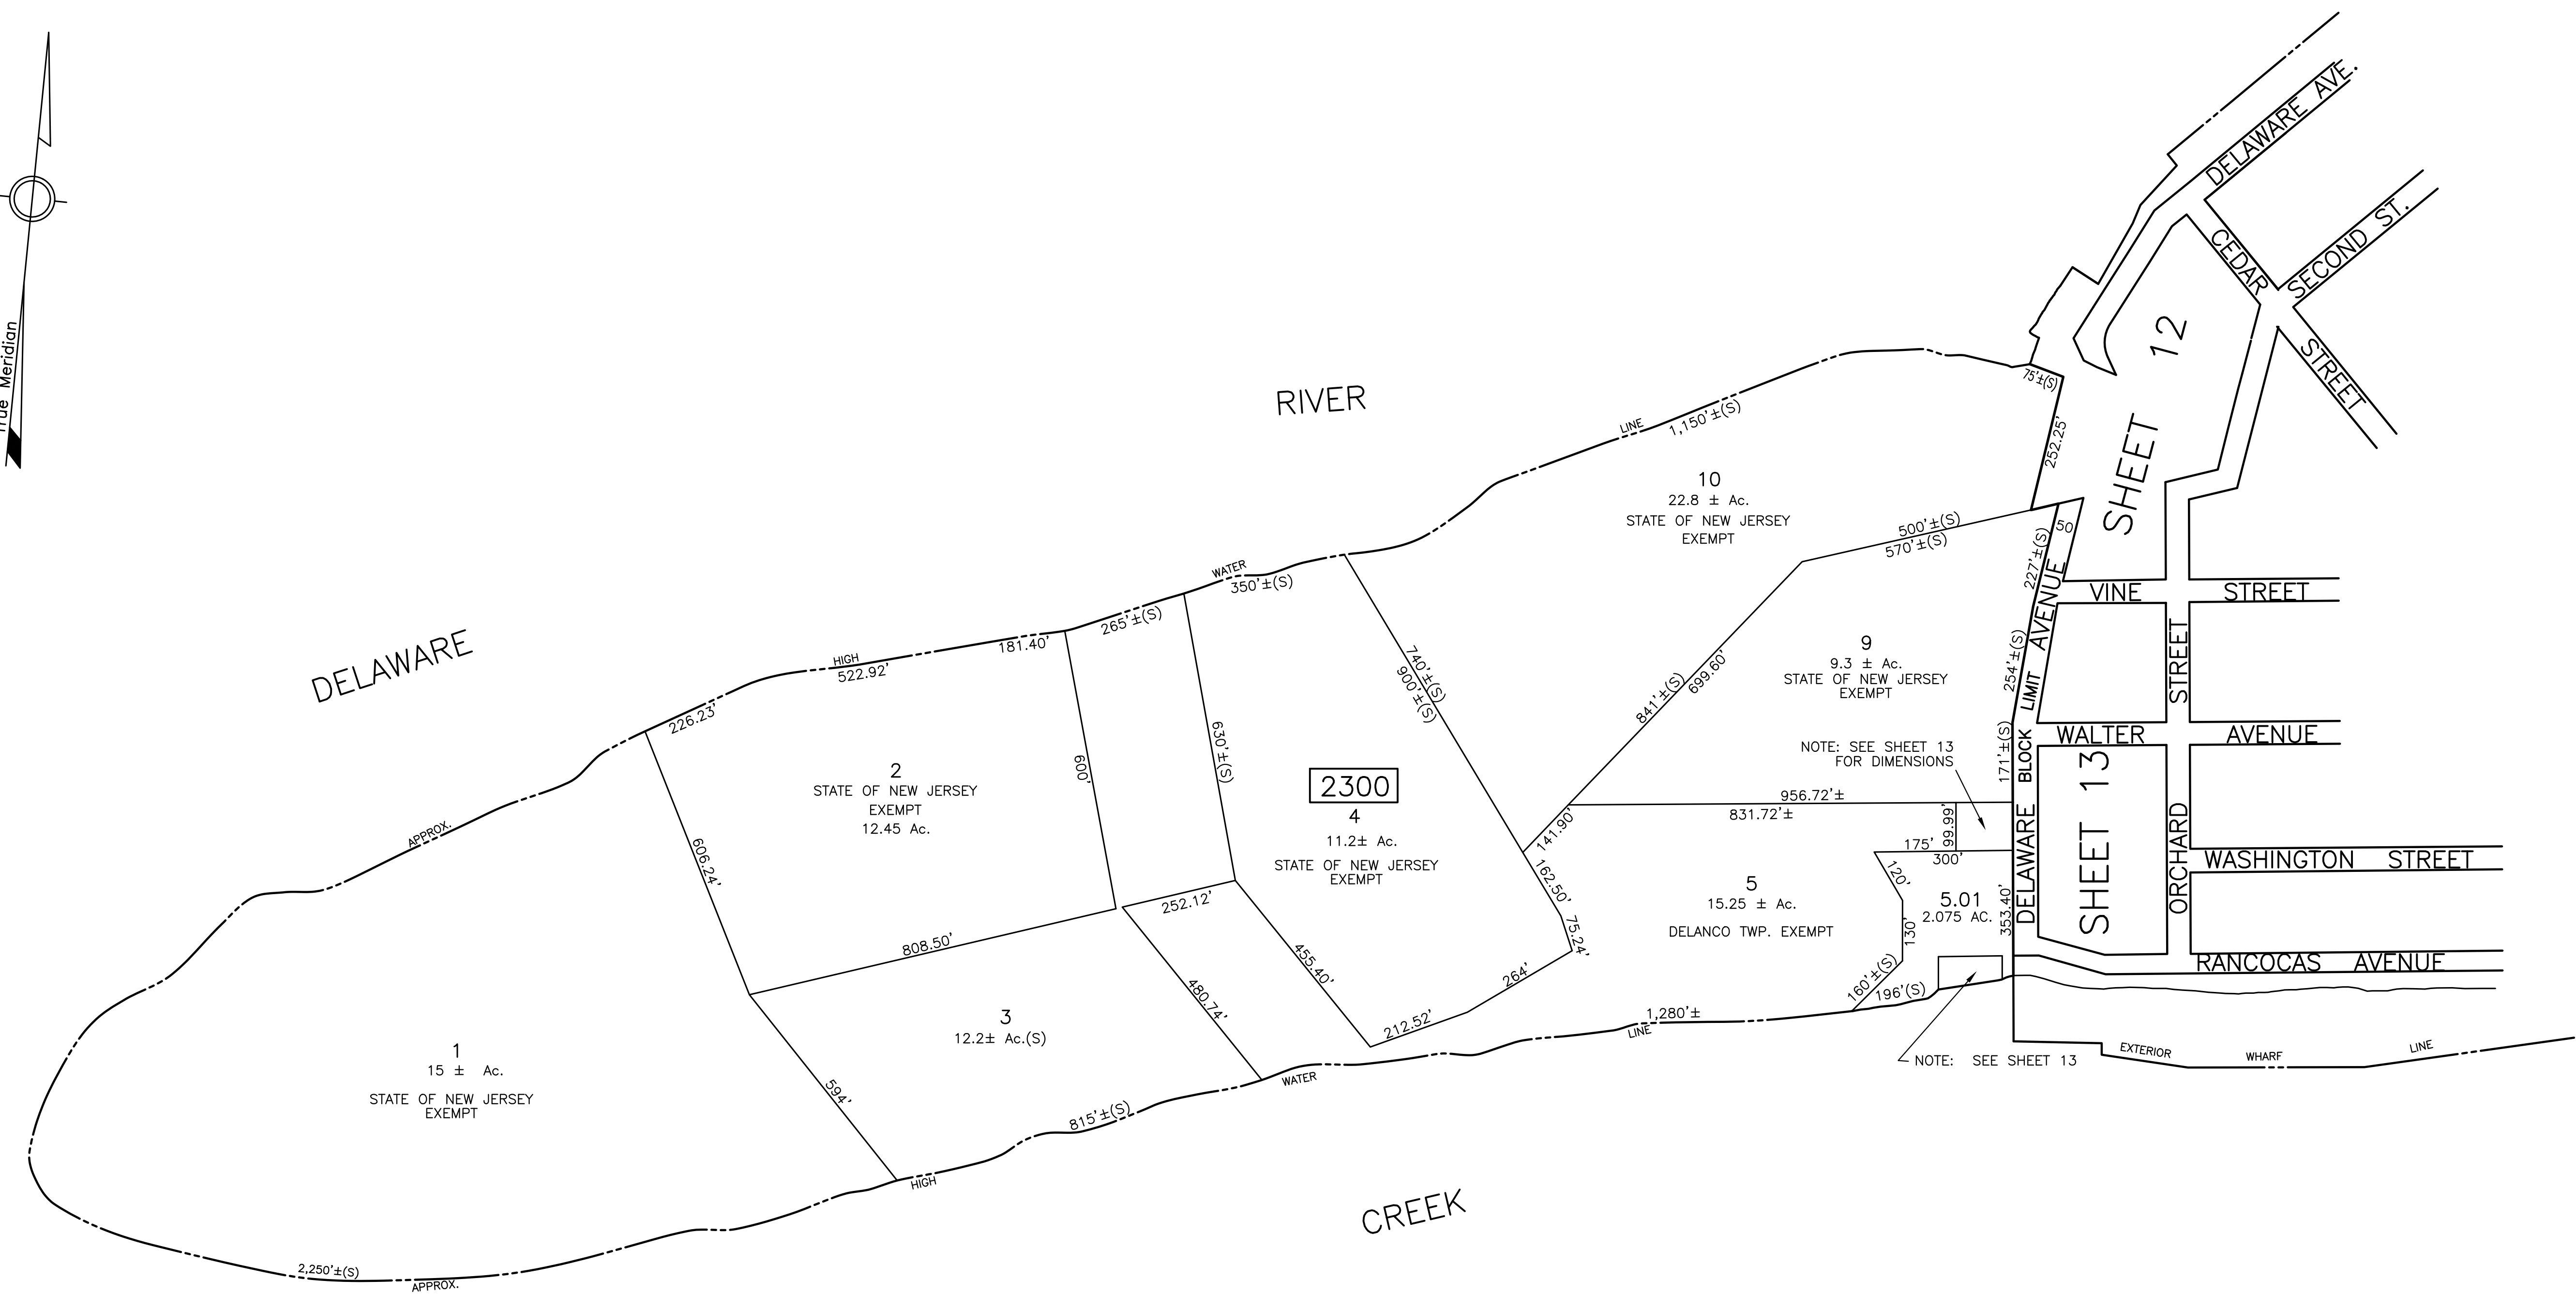 True Meridian
DELAWARE AVE.
CEDAR
STREET
SECOND ST.
SHEET 12
RIVER
DELAWARE
75'±(S)
252.25'
LINE
1,150'±(S)
10
22.8 ± Ac.
STATE OF NEW JERSEY
EXEMPT
500'±(S)
570'±(S)
50
227'±(S)
WATER
350'±(S)
265'±(S)
181.40'
HIGH
522.92'
226.23'
APPROX.
VINE STREET
254'±(S)
9
9.3 ± Ac.
STATE OF NEW JERSEY
EXEMPT
841'±(S)
699.60'
740'±(S)
900'±(S)
630'±(S)
600'
606.24'
2
STATE OF NEW JERSEY
EXEMPT
12.45 Ac.
2300
4
11.2± Ac.
STATE OF NEW JERSEY
EXEMPT
NOTE: SEE SHEET 13
FOR DIMENSIONS
171'±(S)
WALTER AVENUE
DELAWARE AVENUE
BLOCK LIMIT
SHEET 13
ORCHARD STREET
956.72'±
831.72'±
99.99'
141.90'
175'
300'
120'
130'
162.50'
75.24'
5
15.25 ± Ac.
DELANCO TWP. EXEMPT
5.01
2.075 AC.
353.40'
WASHINGTON STREET
RANCOCAS AVENUE
252.12'
808.50'
455.40'
480.74'
264'
212.52'
160'±(S)
196'(S)
1,280'±
LINE
3
12.2± Ac.(S)
594'
1
15 ± Ac.
STATE OF NEW JERSEY
EXEMPT
NOTE: SEE SHEET 13
EXTERIOR WHARF LINE
WATER
815'±(S)
HIGH
CREEK
2,250'±(S)
APPROX.